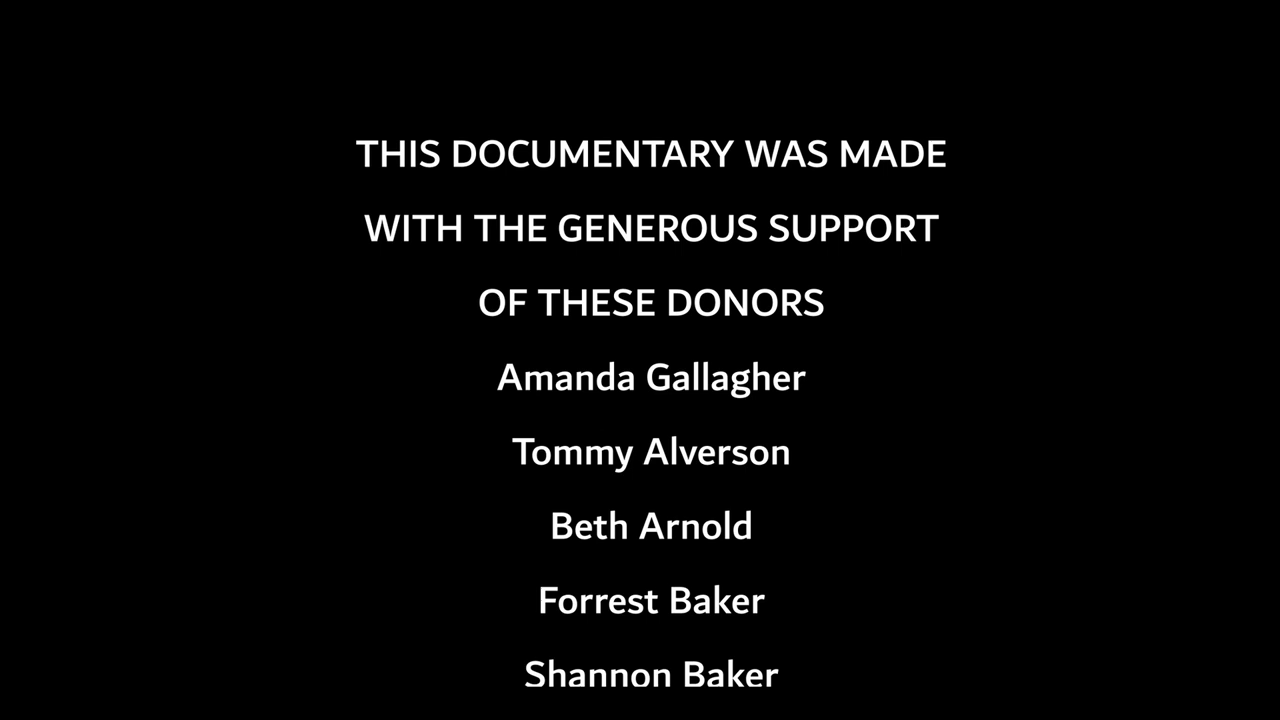 THIS DOCUMENTARY WAS MADE
WITH THE GENEROUS SUPPORT
OF THESE DONORS
Amanda Gallagher
Tommy Alverson
Beth Arnold
Forrest Baker
Shannon Baker